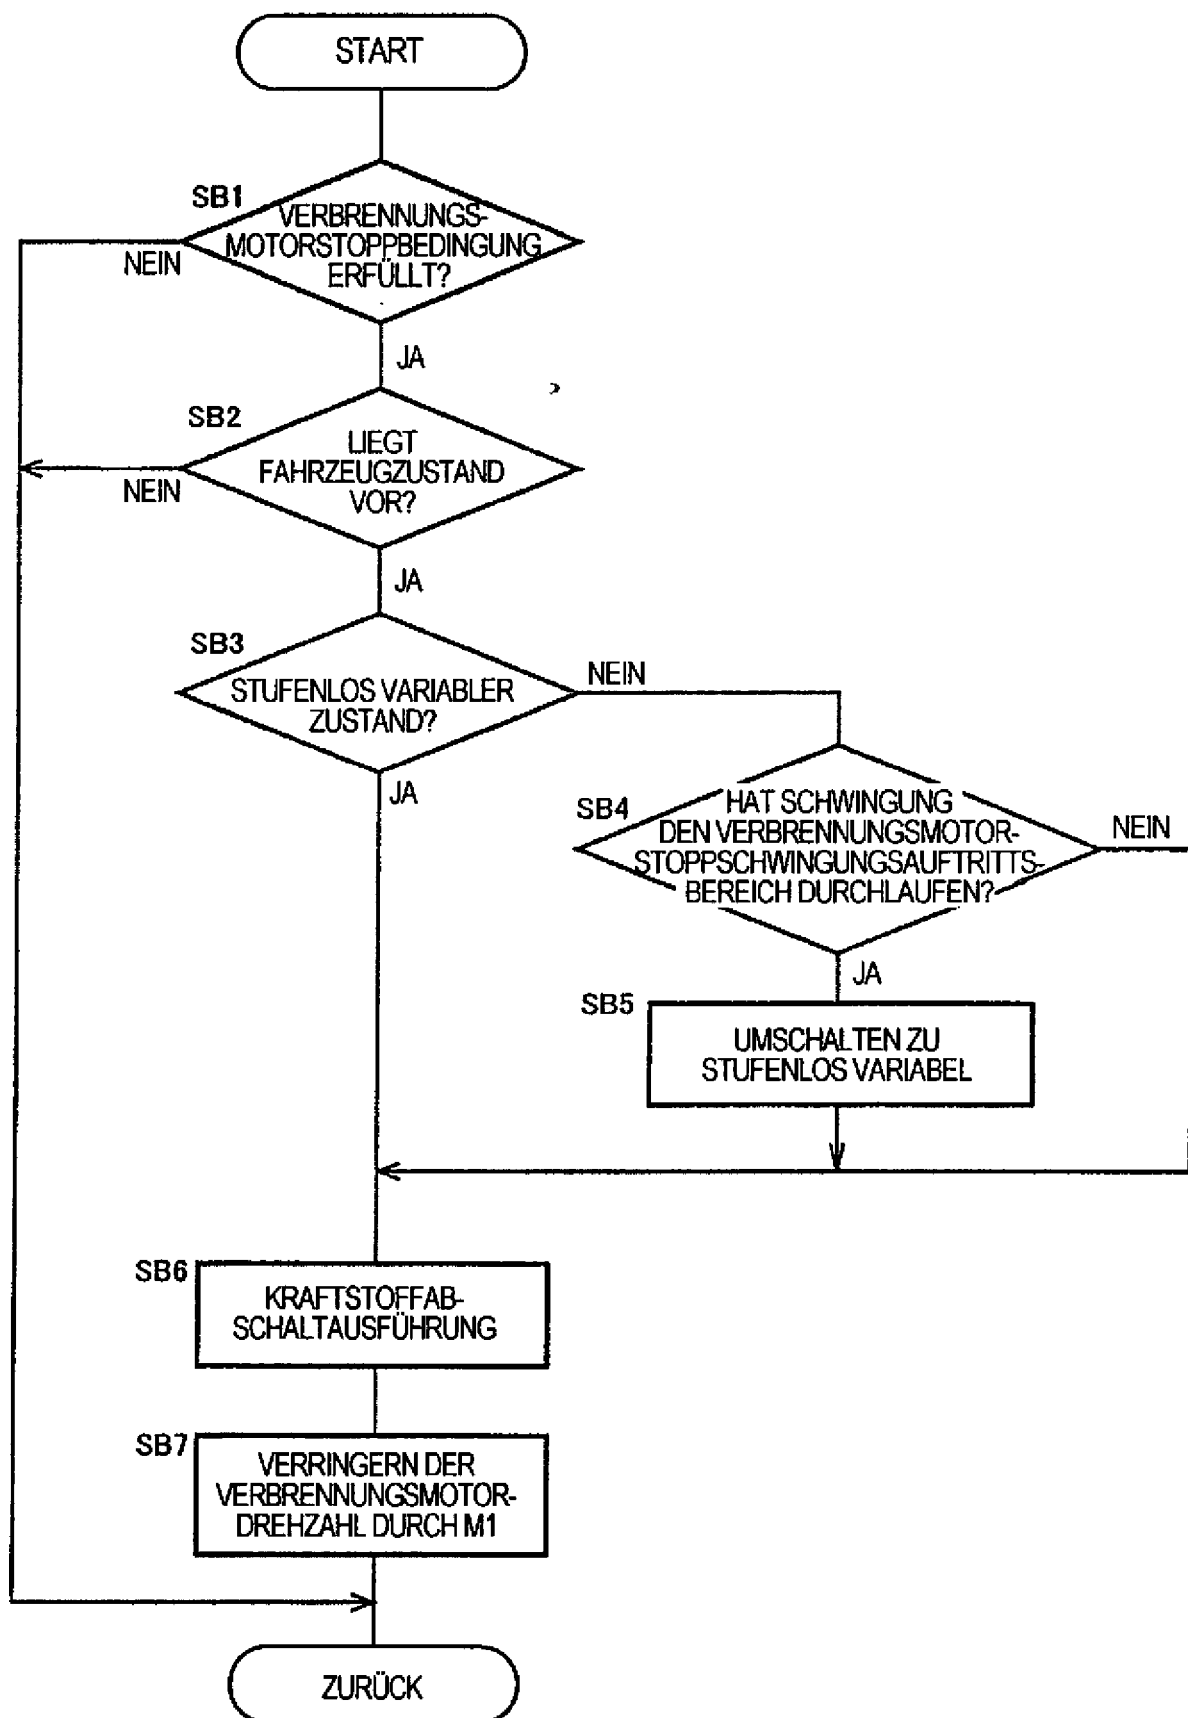 START
SB1
VERBRENNUNGS-
MOTORSTOPPBEDINGUNG
ERFÜLLT?
NEIN
JA
SB2
LIEGT
FAHRZEUGZUSTAND
VOR?
NEIN
JA
SB3
STUFENLOS VARIABLER
ZUSTAND?
NEIN
JA
SB4
HAT SCHWINGUNG
DEN VERBRENNUNGSMOTOR-
STOPPSCHWINGUNGSAUFTRITTS-
BEREICH DURCHLAUFEN?
NEIN
JA
SB5
UMSCHALTEN ZU
STUFENLOS VARIABEL
SB6
KRAFTSTOFFAB-
SCHALTAUSFÜHRUNG
SB7
VERRINGERN DER
VERBRENNUNGSMOTOR-
DREHZAHL DURCH M1
ZURÜCK